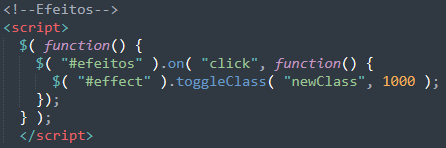 <!--Efeitos-->
<script>
$( function() {
$( "#efeitos" ).on( "click", function() {
$( "#effect" ).toggleClass( "newClass", 1000 );
});
} );
</script>